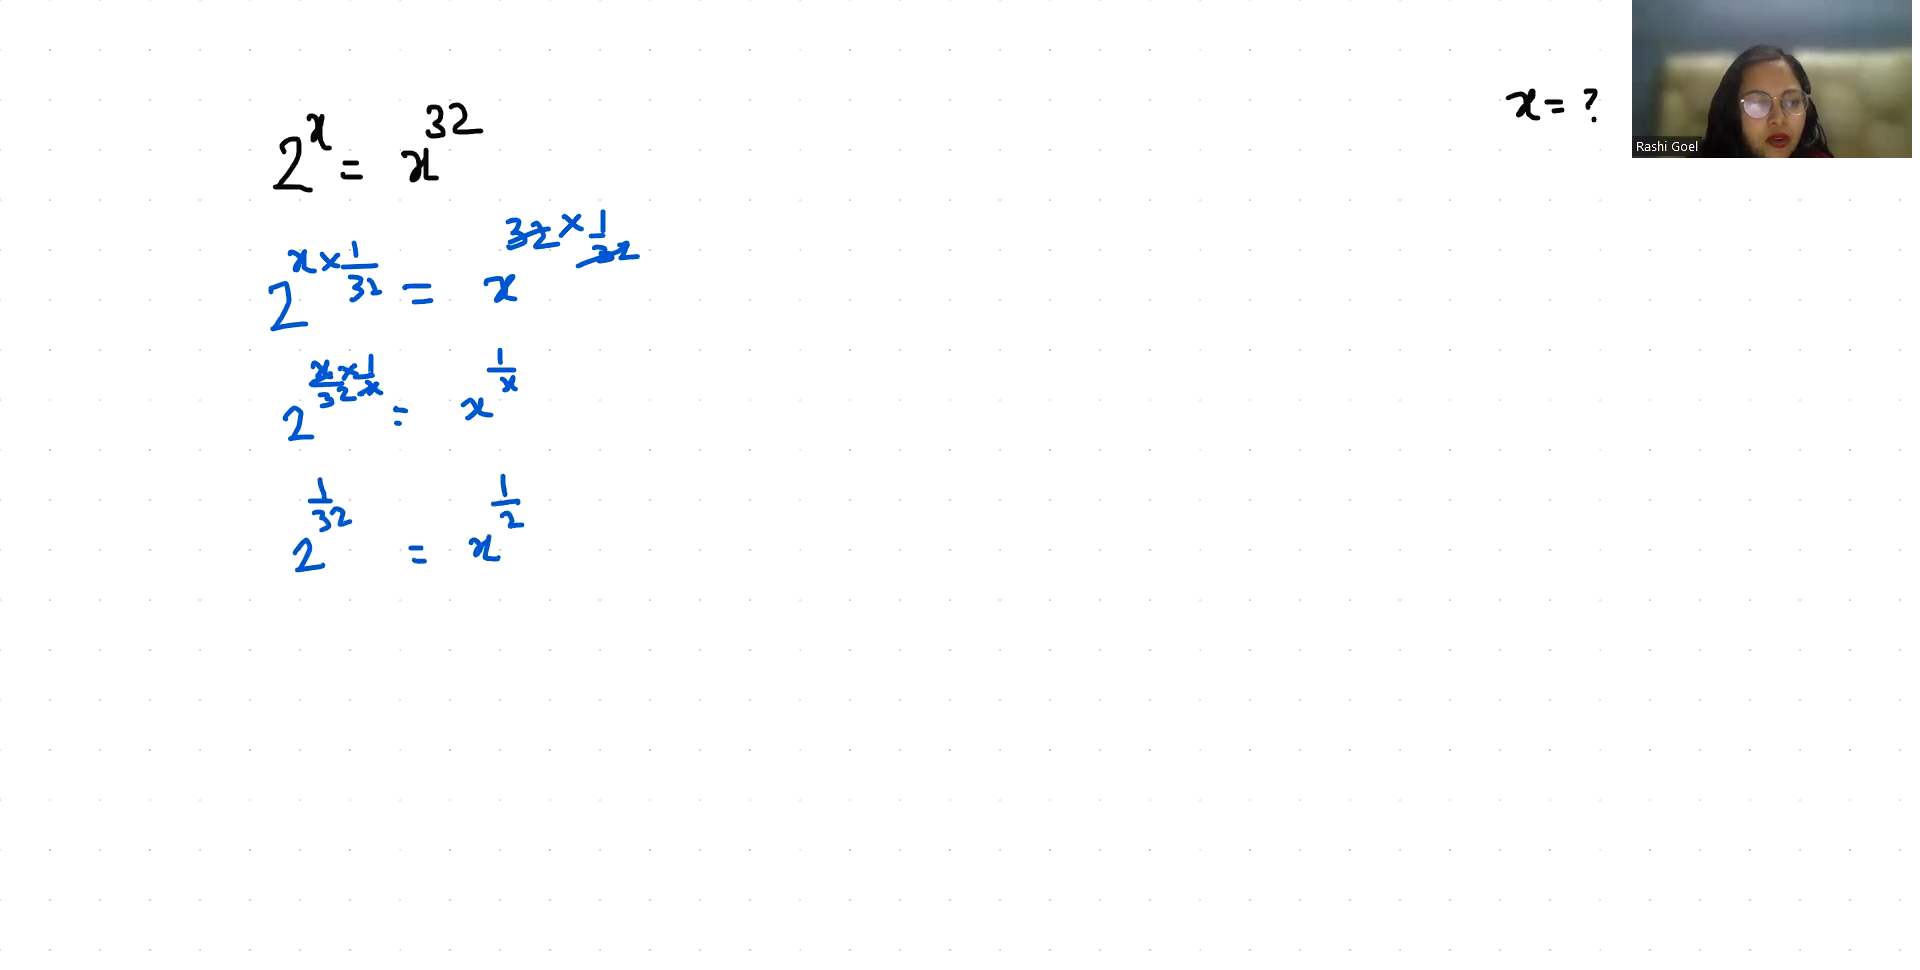 2^x = x^32
x = ?
Rashi Goel
2^(x × 1/32) = x^(32 × 1/32)
2^(x/32 × 1/x) = x^(1/x)
2^(1/32) = x^(1/2)